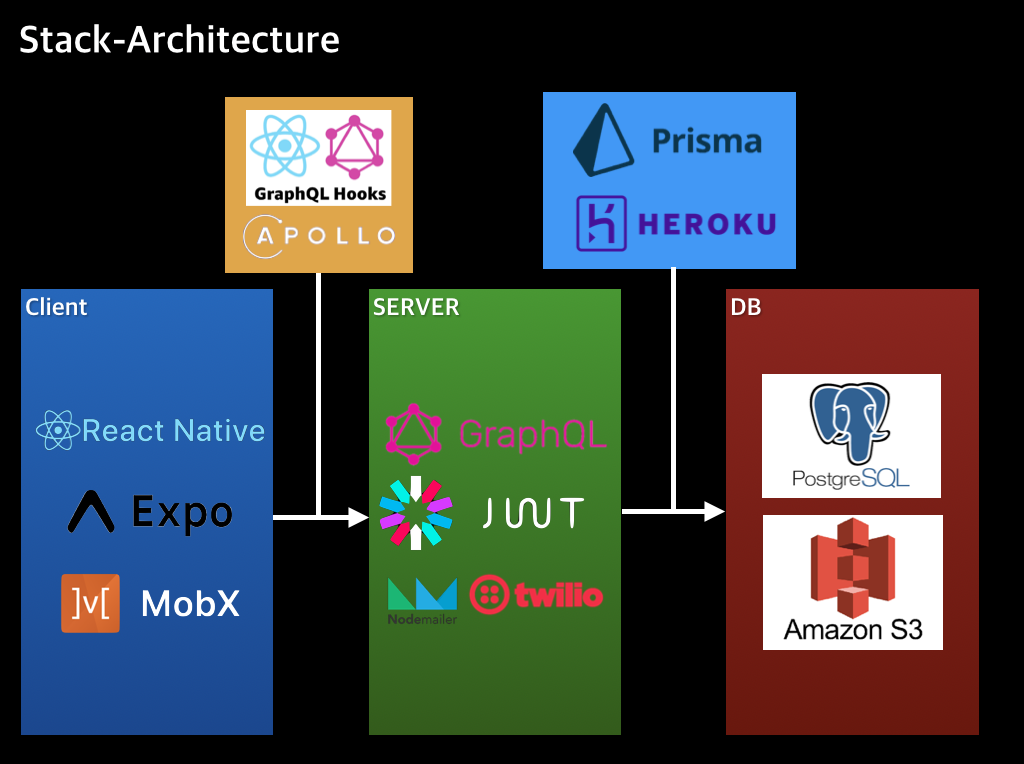 Stack-Architecture
GraphQL Hooks
APOLLO
Prisma
HEROKU
Client
SERVER
DB
React Native
Expo
]v[ MobX
GraphQL
JWT
Nodemailer
twilio
PostgreSQL
Amazon S3